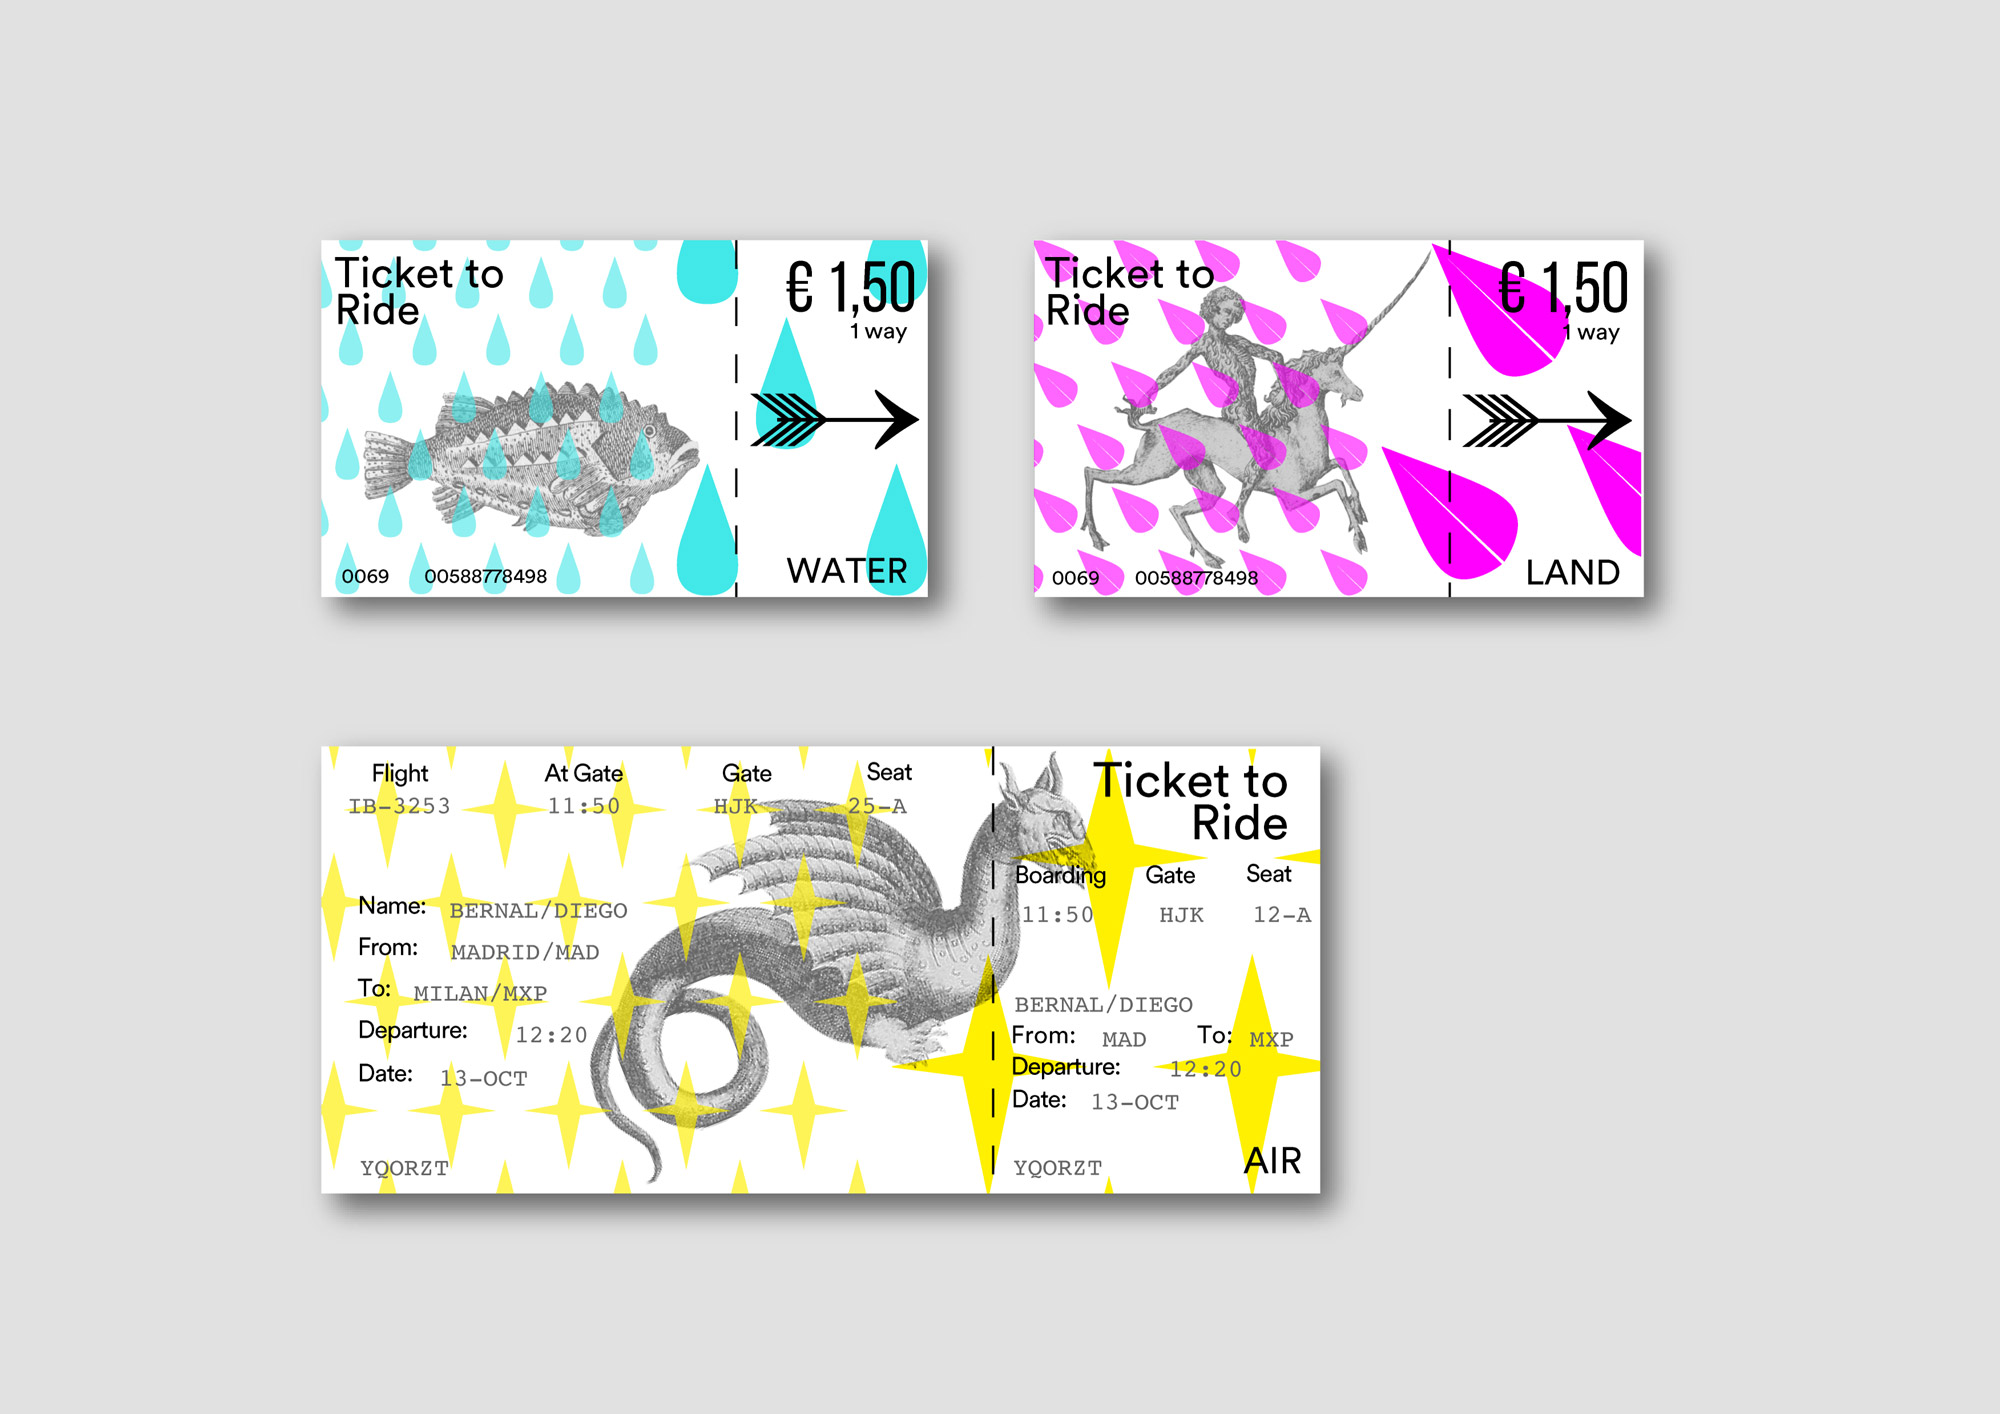 Ticket to
Ride
€ 1,50
1 way
0069 00588778498
WATER
Ticket to
Ride
€ 1,50
1 way
0069 00588778498
LAND
Flight At Gate Gate Seat
IB-3253 11:50 HJK 25-A
Name: BERNAL/DIEGO
From: MADRID/MAD
To: MILAN/MXP
Departure: 12:20
Date: 13-OCT
YQORZT
Ticket to
Ride
Boarding Gate Seat
11:50 HJK 12-A
BERNAL/DIEGO
From: MAD To: MXP
Departure: 12:20
Date: 13-OCT
YQORZT
AIR